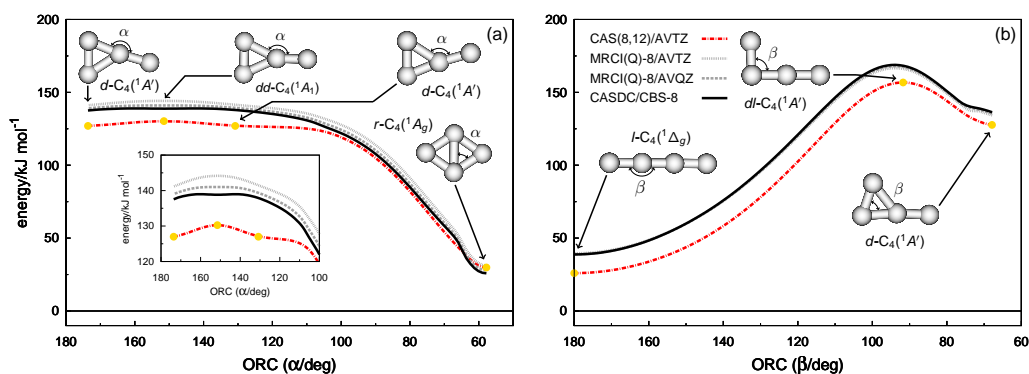 (a)
α
d-C₄(¹A′)
α
dd-C₄(¹A₁)
α
d-C₄(¹A′)
r-C₄(¹A_g)
α
energy/kJ mol⁻¹
200
150
100
50
0
180 160 140 120 100 80 60
ORC (α/deg)
energy/kJ mol⁻¹
150
140
130
120
180 160 140 120 100
ORC (α/deg)
(b)
CAS(8,12)/AVTZ
MRCI(Q)-8/AVTZ
MRCI(Q)-8/AVQZ
CASDC/CBS-8
β
dl-C₄(¹A′)
l-C₄(¹Δ_g)
β
β
d-C₄(¹A′)
200
150
100
50
0
180 160 140 120 100 80 60
ORC (β/deg)